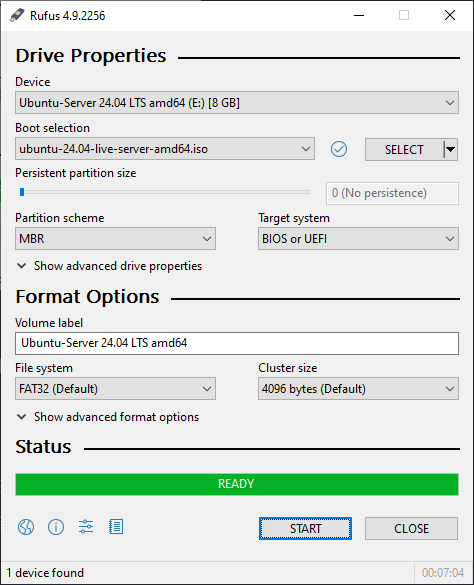 Rufus 4.9.2256
Drive Properties
Device
Ubuntu-Server 24.04 LTS amd64 (E:) [8 GB]
Boot selection
ubuntu-24.04-live-server-amd64.iso
SELECT
Persistent partition size
0 (No persistence)
Partition scheme
Target system
MBR
BIOS or UEFI
Show advanced drive properties
Format Options
Volume label
Ubuntu-Server 24.04 LTS amd64
File system
Cluster size
FAT32 (Default)
4096 bytes (Default)
Show advanced format options
Status
READY
START
CLOSE
1 device found
00:07:04